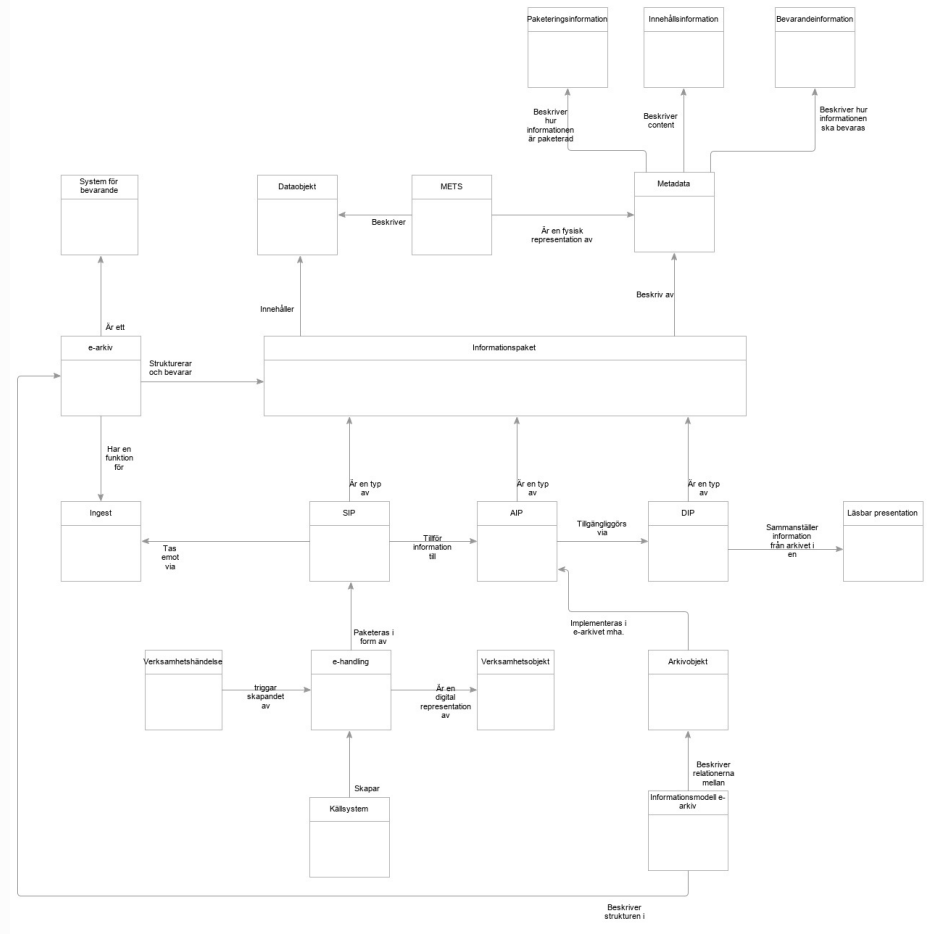 Paketeringsinformation
Innehållsinformation
Bevarandeinformation
Beskriver
hur
informationen
är paketerad
Beskriver
content
Beskriver hur
informationen
ska bevaras
System för
bevarande
Dataobjekt
METS
Metadata
Beskriver
Är en fysisk
representation av
Innehåller
Beskriv av
Är ett
e-arkiv
Informationspaket
Strukturerar
och bevarar
Har en
funktion
för
Är en typ
av
Är en typ
av
Är en typ
av
Ingest
SIP
AIP
DIP
Läsbar presentation
Tas
emot
via
Tillför
information
till
Tillgängliggörs
via
Sammanställer
information
från arkivet i
en
Implementeras i
e-arkivet mha.
Paketeras i
form av
Verksamhetshändelse
e-handling
Verksamhetsobjekt
Arkivobjekt
triggar
skapandet
av
Är en
digital
representation
av
Beskriver
relationerna
mellan
Skapar
Källsystem
Informationsmodell e-
arkiv
Beskriver
strukturen i